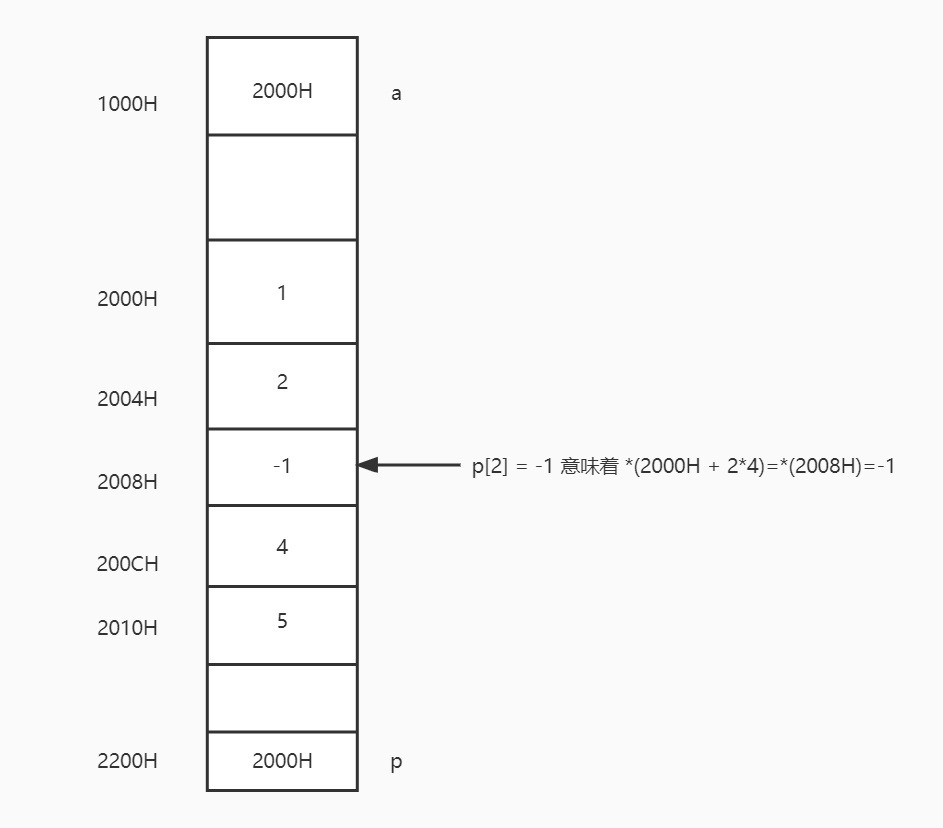 1000H 2000H a
2000H 1
2004H 2
2008H -1 p[2] = -1 意味着 *(2000H + 2*4)=*(2008H)=-1
200CH 4
2010H 5
2200H 2000H p